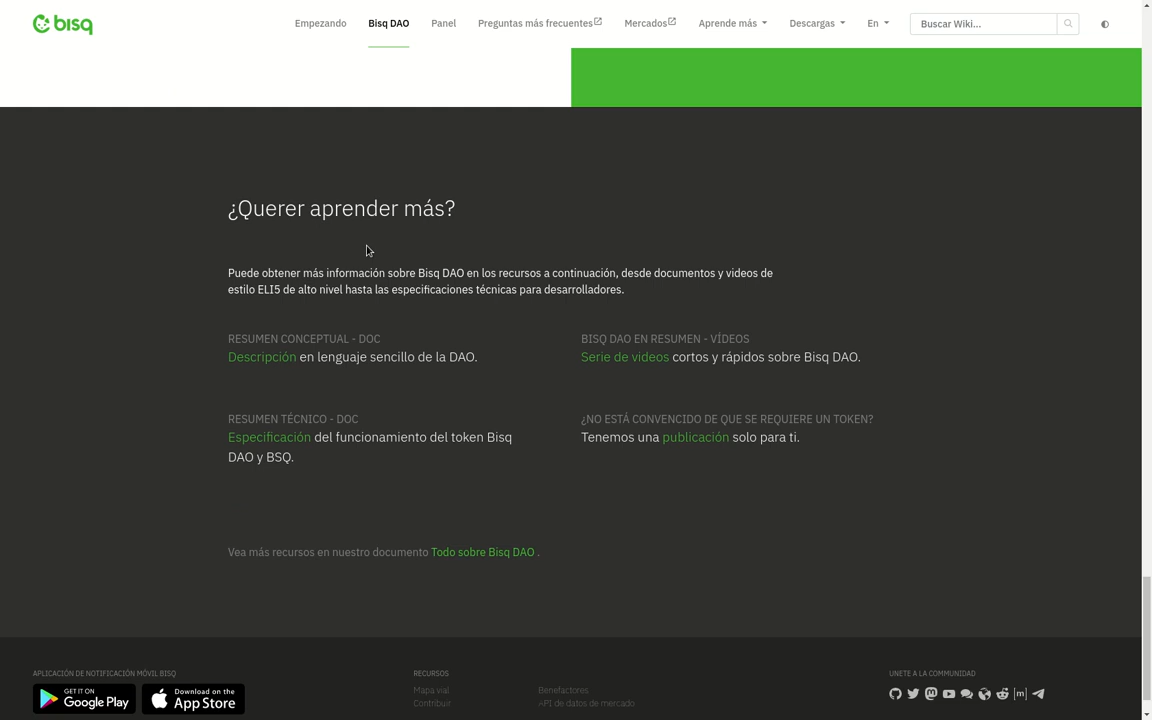 bisq
Empezando Bisq DAO Panel Preguntas más frecuentes Mercados Aprende más Descargas En Buscar Wiki...
¿Querer aprender más?
Puede obtener más información sobre Bisq DAO en los recursos a continuación, desde documentos y videos de
estilo ELI5 de alto nivel hasta las especificaciones técnicas para desarrolladores.
RESUMEN CONCEPTUAL - DOC
Descripción en lenguaje sencillo de la DAO.
BISQ DAO EN RESUMEN - VÍDEOS
Serie de videos cortos y rápidos sobre Bisq DAO.
RESUMEN TÉCNICO - DOC
Especificación del funcionamiento del token Bisq
DAO y BSQ.
¿NO ESTÁ CONVENCIDO DE QUE SE REQUIERE UN TOKEN?
Tenemos una publicación solo para ti.
Vea más recursos en nuestro documento Todo sobre Bisq DAO .
APLICACIÓN DE NOTIFICACIÓN MÓVIL BISQ
GET IT ON
Google Play
Download on the
App Store
RECURSOS
Mapa vial
Contribuir
Benefactores
API de datos de mercado
UNETE A LA COMUNIDAD
[m]